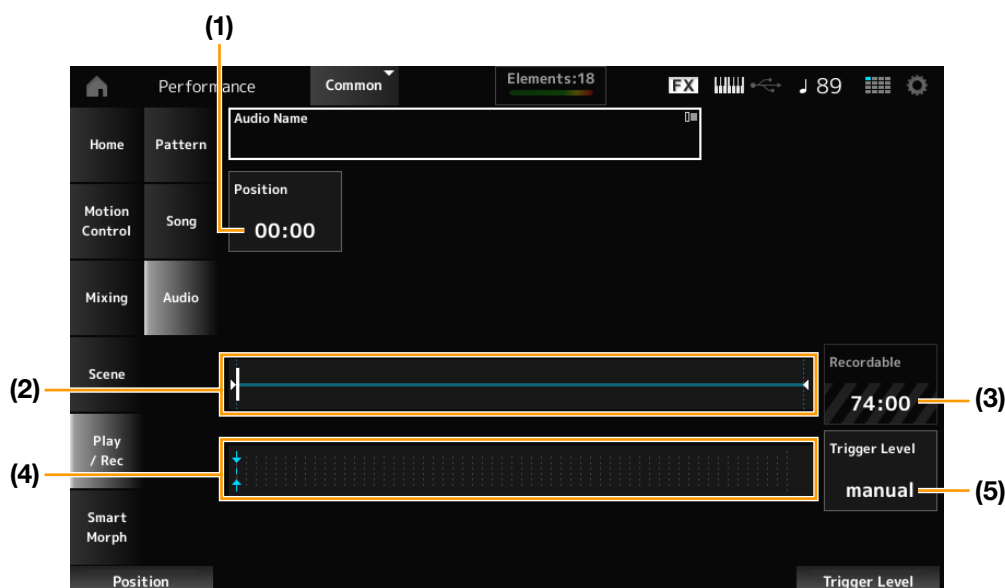 (1)
Performance
Common
Elements:18
FX
♩ 89
Home
Pattern
Audio Name
Position
00:00
Motion
Control
Song
Mixing
Audio
Scene
(2)
Recordable
74:00
(3)
Play
/ Rec
(4)
Trigger Level
manual
(5)
Smart
Morph
Position
Trigger Level